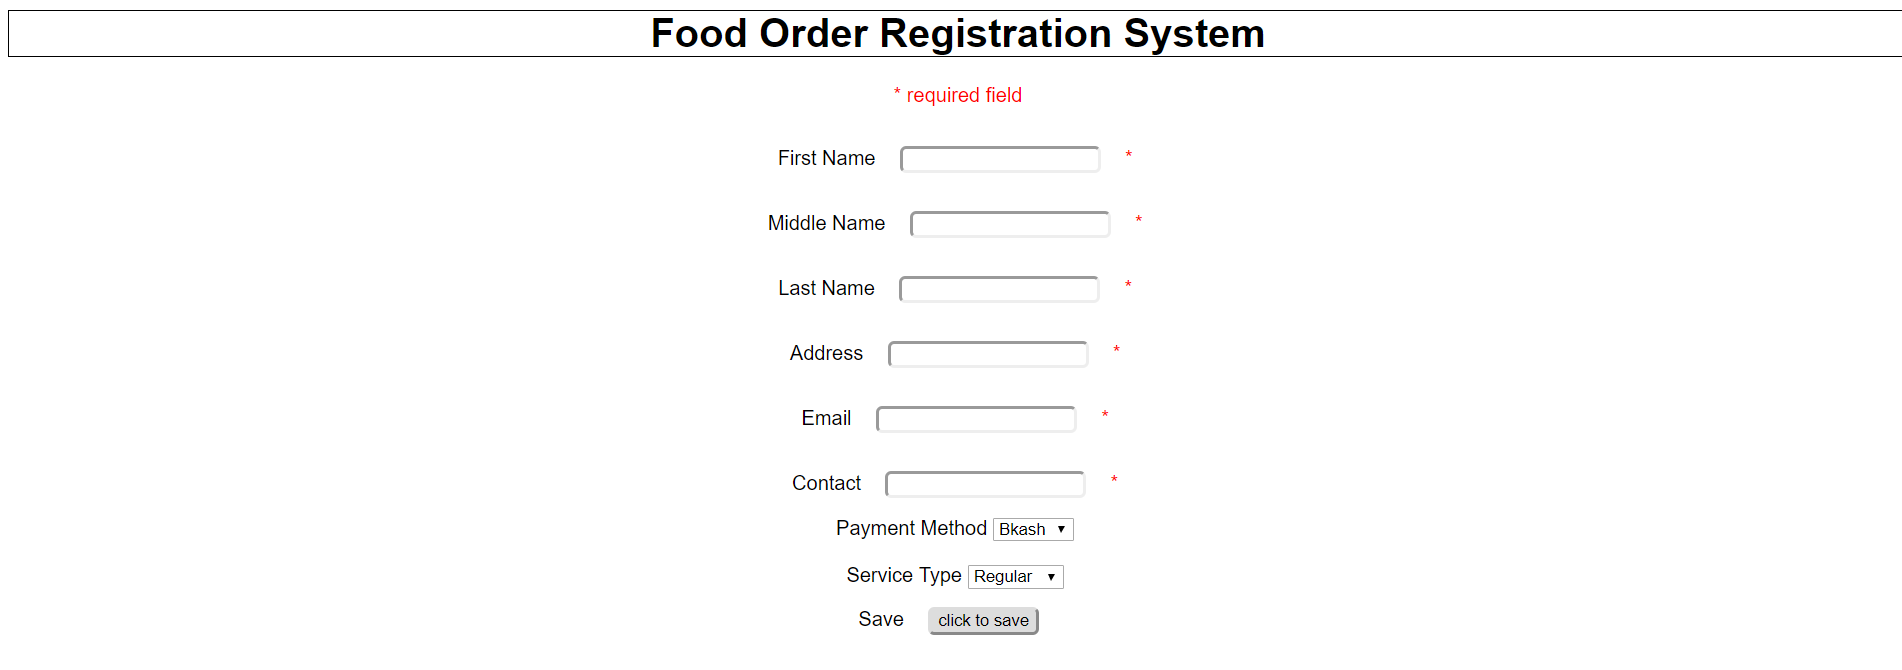 Food Order Registration System
* required field
First Name *
Middle Name *
Last Name *
Address *
Email *
Contact *
Payment Method Bkash
Service Type Regular
Save click to save